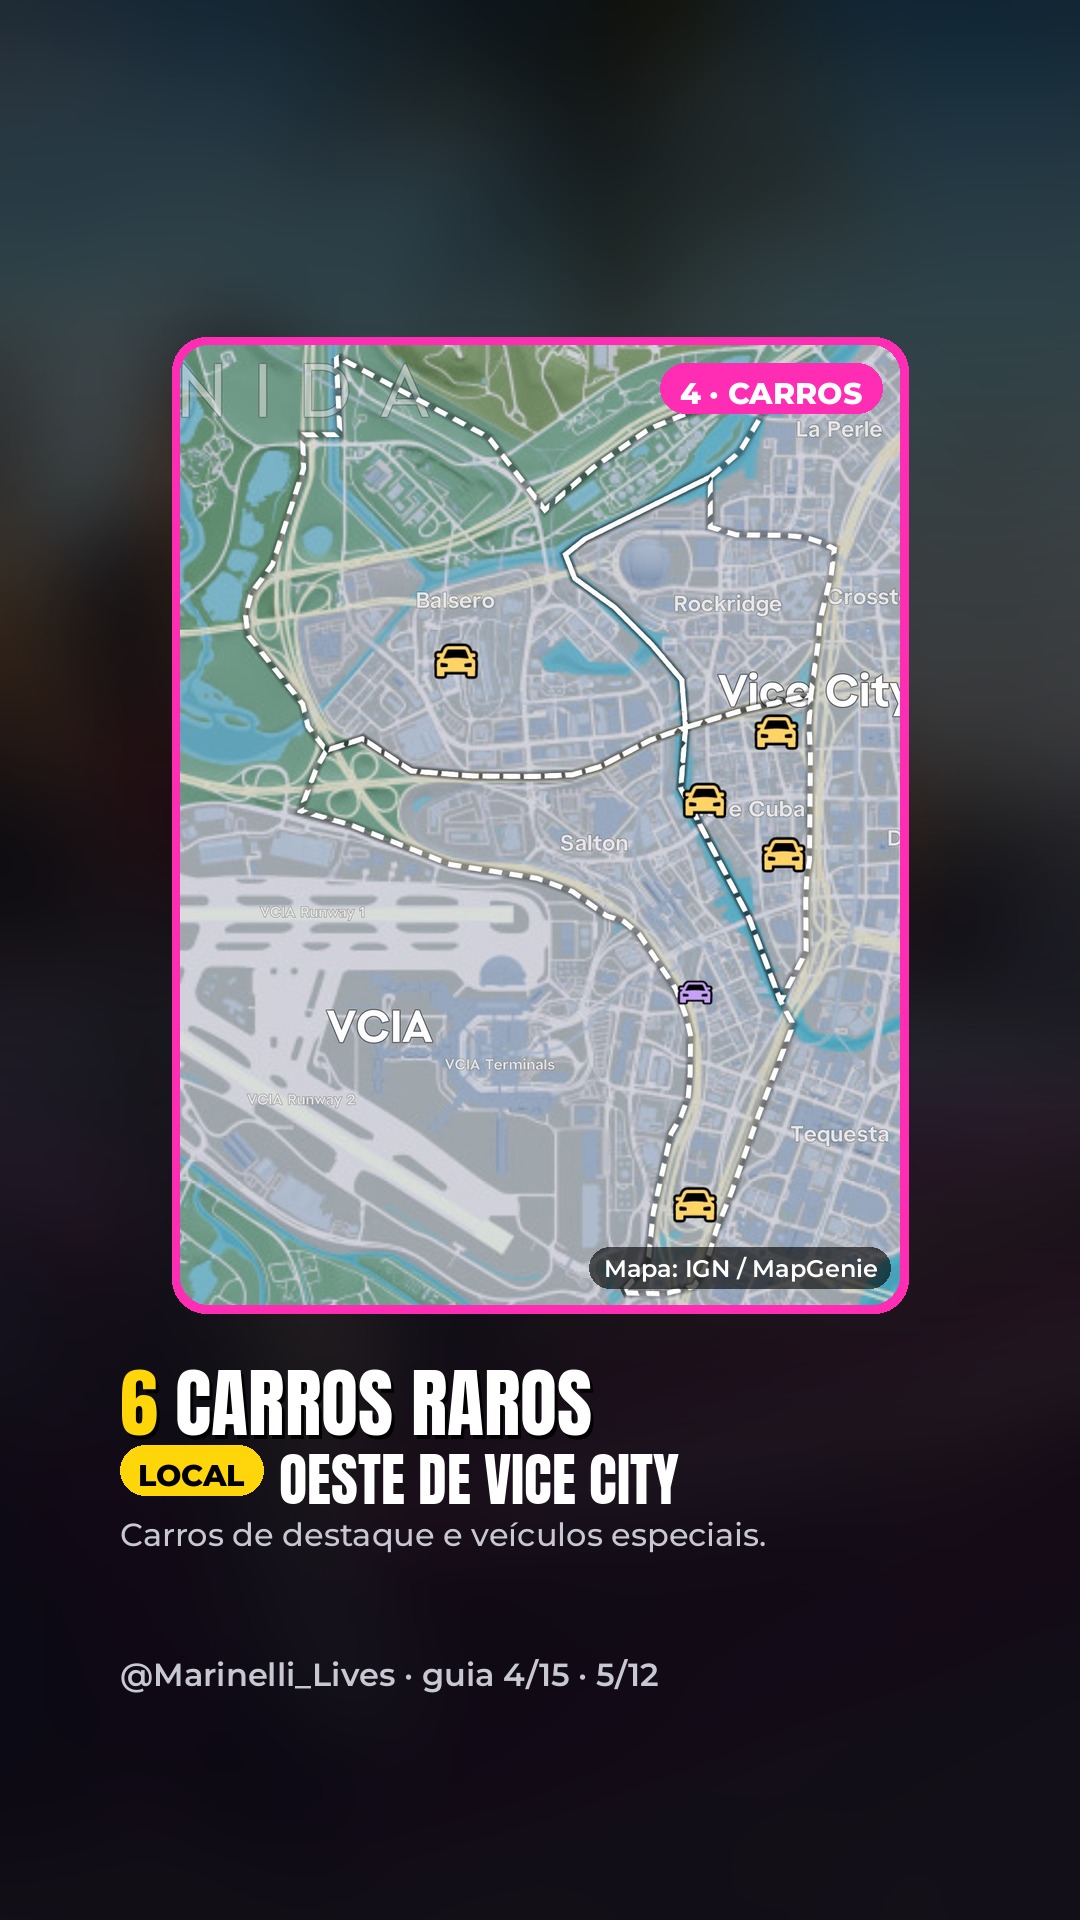 NIDA
4 · CARROS
La Perle
Balsero
Rockridge
Vice City
Salton
VCIA Runway 1
VCIA
VCIA Terminals
VCIA Runway 2
Tequesta
Mapa: IGN / MapGenie
6 CARROS RAROS
LOCAL OESTE DE VICE CITY
Carros de destaque e veículos especiais.
@Marinelli_Lives · guia 4/15 · 5/12